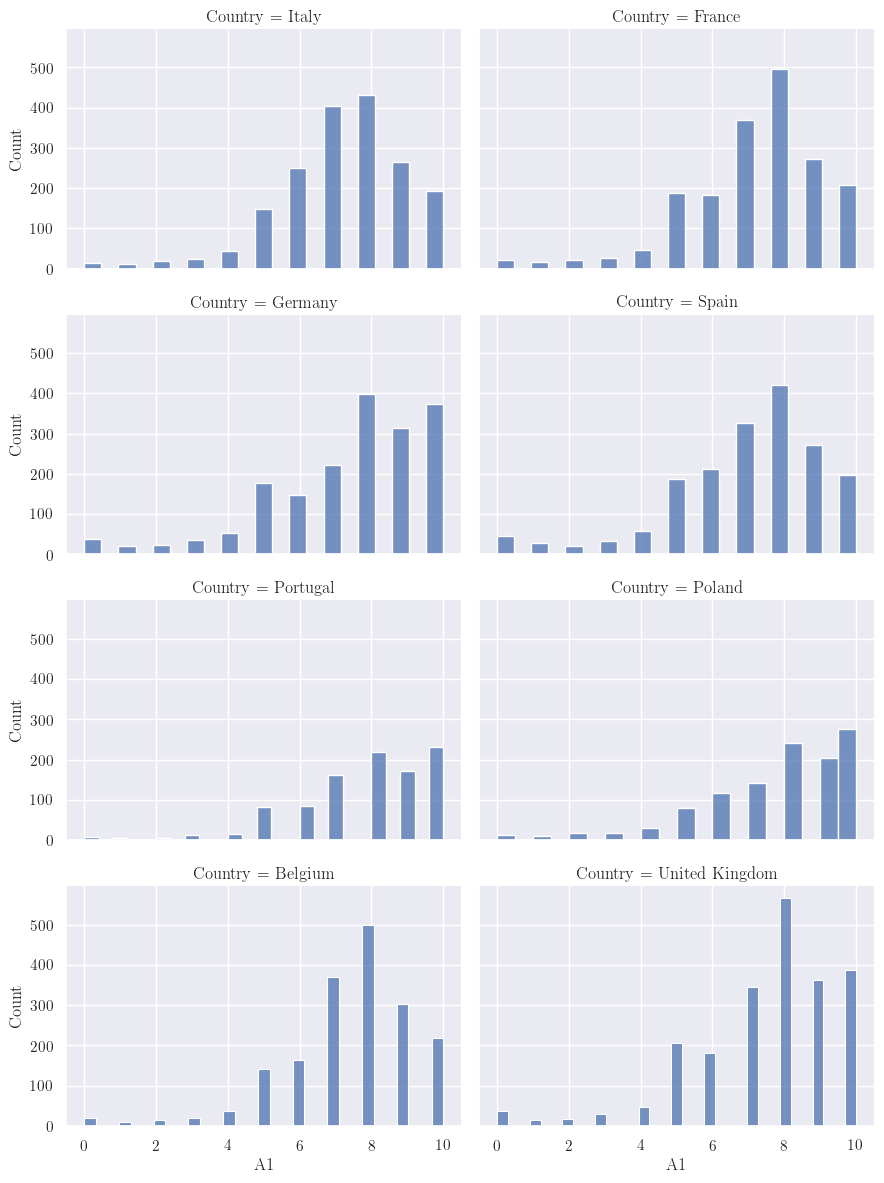 Country = Italy
Country = France
500
400
300
200
100
0
Count
Country = Germany
Country = Spain
500
400
300
200
100
0
Count
Country = Portugal
Country = Poland
500
400
300
200
100
0
Count
Country = Belgium
Country = United Kingdom
500
400
300
200
100
0
Count
0 2 4 6 8 10
0 2 4 6 8 10
A1
A1